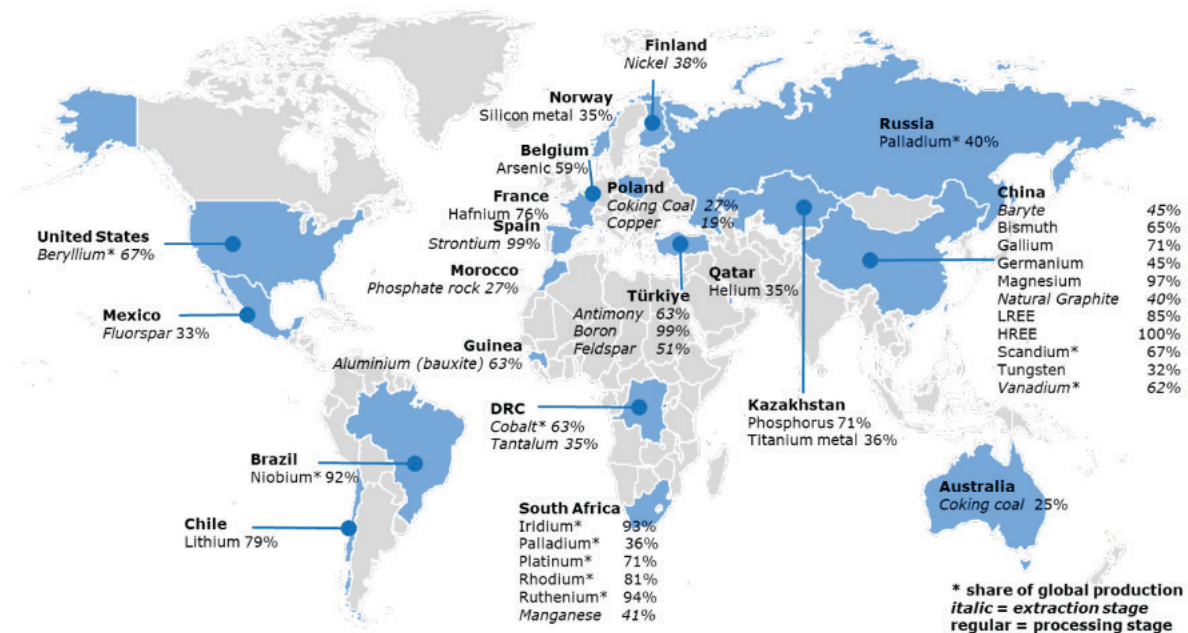 Finland
Nickel 38%
Norway
Silicon metal 35%
Belgium
Arsenic 59%
France
Hafnium 76%
Spain
Strontium 99%
Morocco
Phosphate rock 27%
Poland
Coking Coal 27%
Copper 19%
Russia
Palladium* 40%
United States
Beryllium* 67%
Mexico
Fluorspar 33%
Guinea
Aluminium (bauxite) 63%
Türkiye
Antimony 63%
Boron 99%
Feldspar 51%
Qatar
Helium 35%
China
Baryte 45%
Bismuth 65%
Gallium 71%
Germanium 45%
Magnesium 97%
Natural Graphite 40%
LREE 85%
HREE 100%
Scandium* 67%
Tungsten 32%
Vanadium* 62%
DRC
Cobalt* 63%
Tantalum 35%
Kazakhstan
Phosphorus 71%
Titanium metal 36%
Brazil
Niobium* 92%
Chile
Lithium 79%
South Africa
Iridium* 93%
Palladium* 36%
Platinum* 71%
Rhodium* 81%
Ruthenium* 94%
Manganese 41%
Australia
Coking coal 25%
* share of global production
italic = extraction stage
regular = processing stage